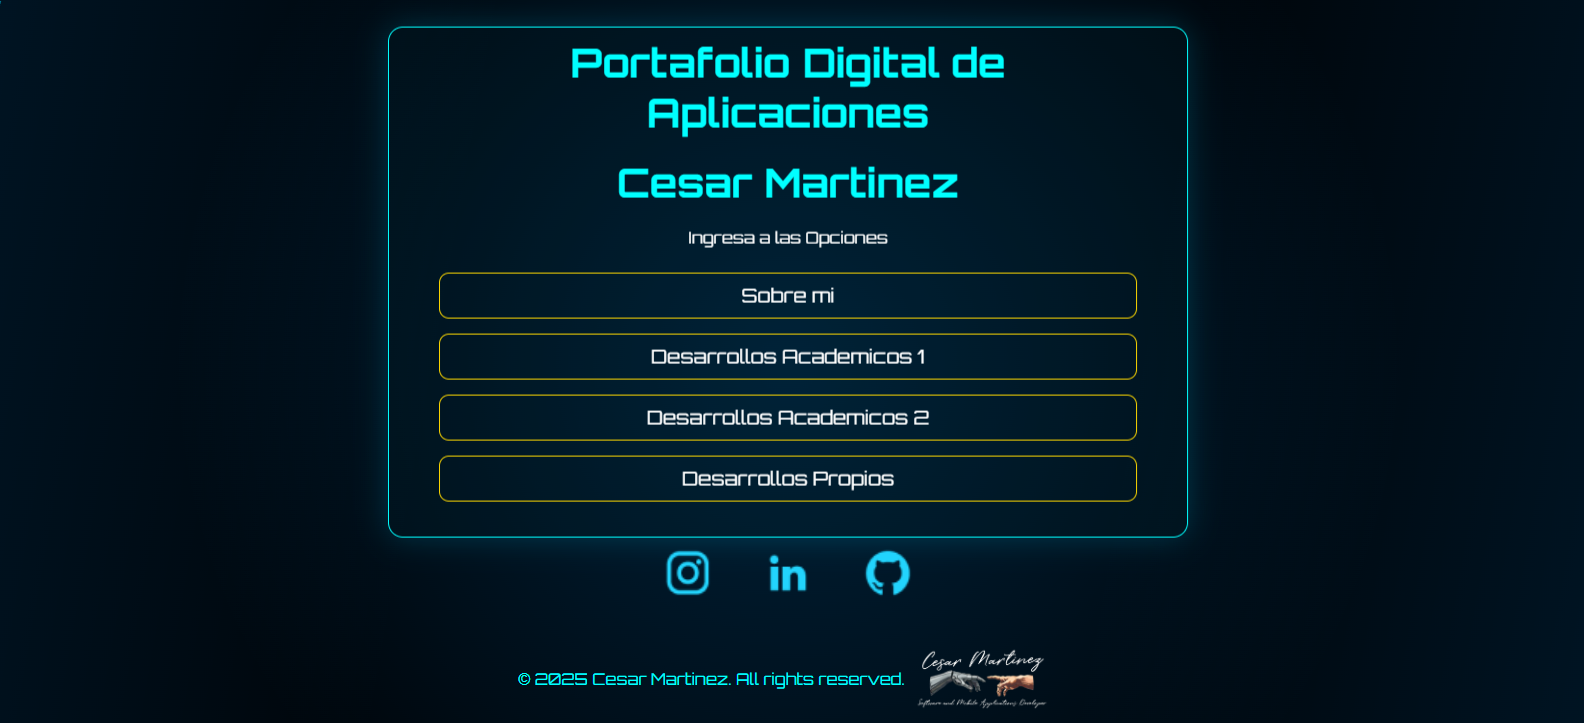 Portafolio Digital de
Aplicaciones
Cesar Martinez
Ingresa a las Opciones
Sobre mi
Desarrollos Academicos 1
Desarrollos Academicos 2
Desarrollos Propios
in
© 2025 Cesar Martinez. All rights reserved.
Cesar Martinez
Software and Mobile Applications Developer